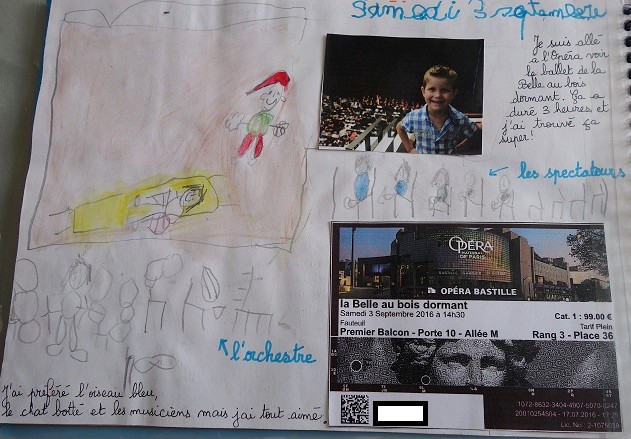 Samedi 3 septembre
Je suis allé
à l'Opéra voir
le ballet de la
Belle au bois
dormant. Ça a
duré 3 heures et
j'ai trouvé ça
super!
les spectateurs
OPÉRA
NATIONAL
DE PARIS
OPÉRA BASTILLE
la Belle au bois dormant
Samedi 3 Septembre 2016 à 14h30
Cat. 1 : 99.00 €
Fauteuil
Tarif Plein
Premier Balcon - Porte 10 - Allée M
Rang 3 - Place 36
l'orchestre
J'ai préféré l'oiseau bleu,
le chat botté et les musiciens mais j'ai tout aimé.